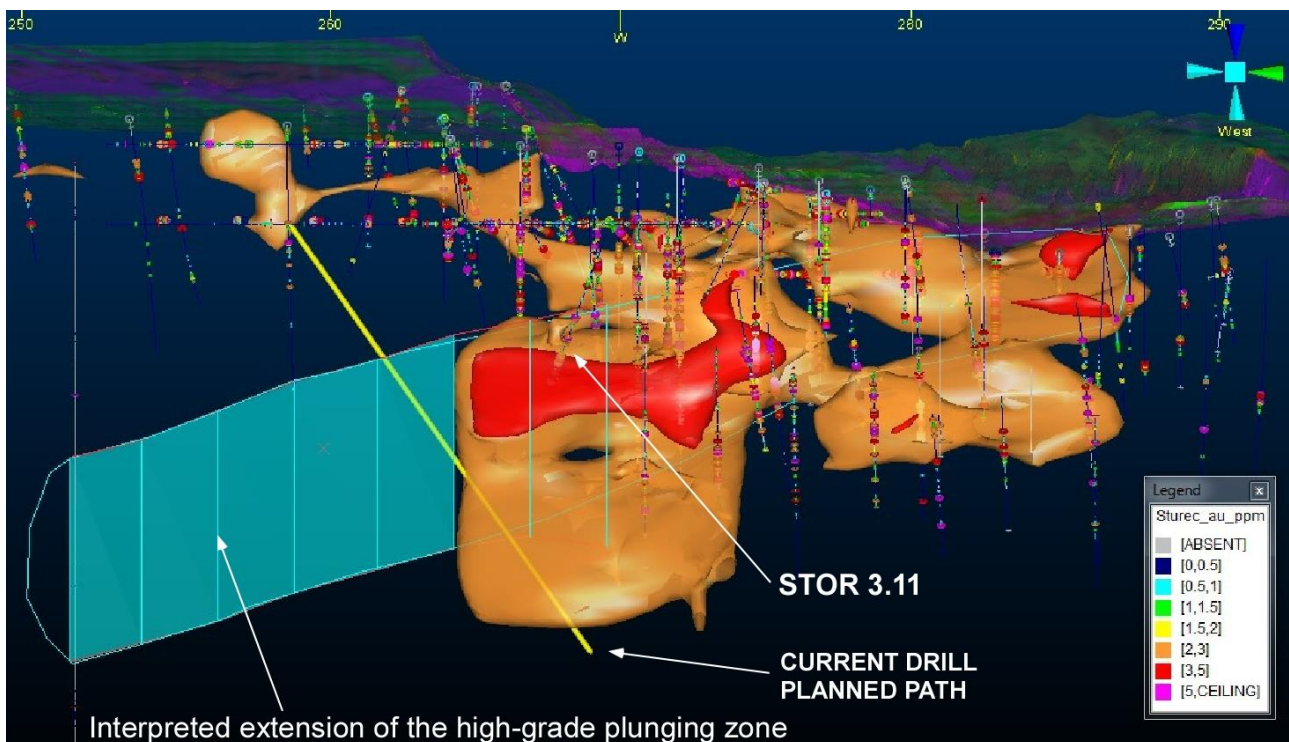 250
260
W
280
290
West
STOR 3.11
CURRENT DRILL
PLANNED PATH
Interpreted extension of the high-grade plunging zone
Legend
x
Sturec_au_ppm
[ABSENT]
[0,0.5]
[0.5,1]
[1,1.5]
[1.5,2]
[2,3]
[3,5]
[5,CEILING]